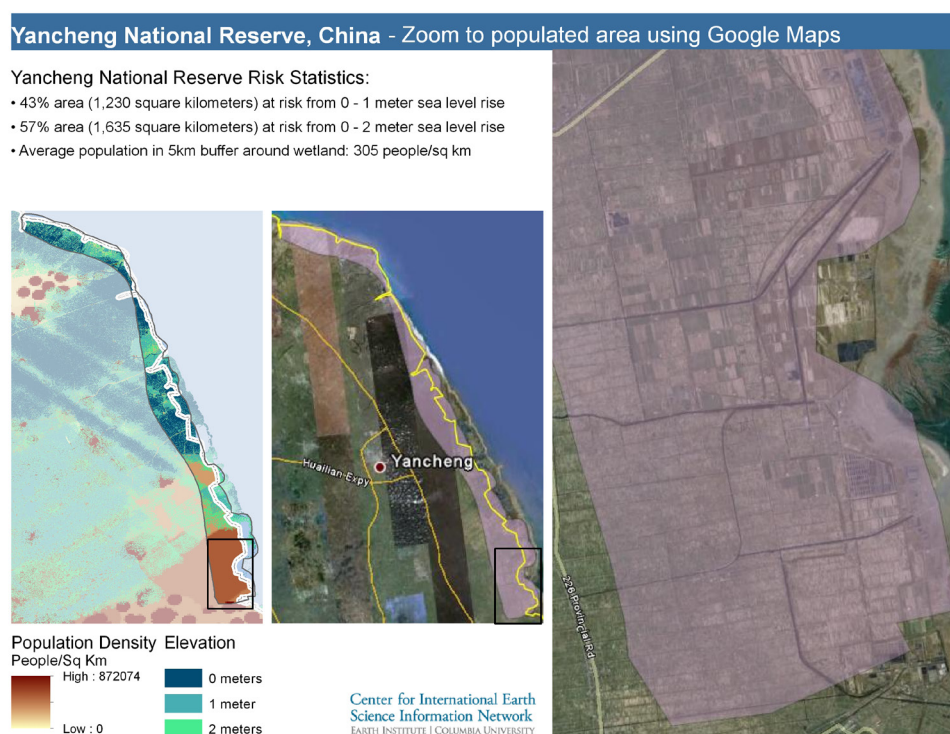 Yancheng National Reserve, China - Zoom to populated area using Google Maps
Yancheng National Reserve Risk Statistics:
• 43% area (1,230 square kilometers) at risk from 0 - 1 meter sea level rise
• 57% area (1,635 square kilometers) at risk from 0 - 2 meter sea level rise
• Average population in 5km buffer around wetland: 305 people/sq km
Yancheng
Huailian Expy
226 Provincial Rd
Population Density
People/Sq Km
High : 872074
Low : 0
Elevation
0 meters
1 meter
2 meters
Center for International Earth
Science Information Network
EARTH INSTITUTE | COLUMBIA UNIVERSITY